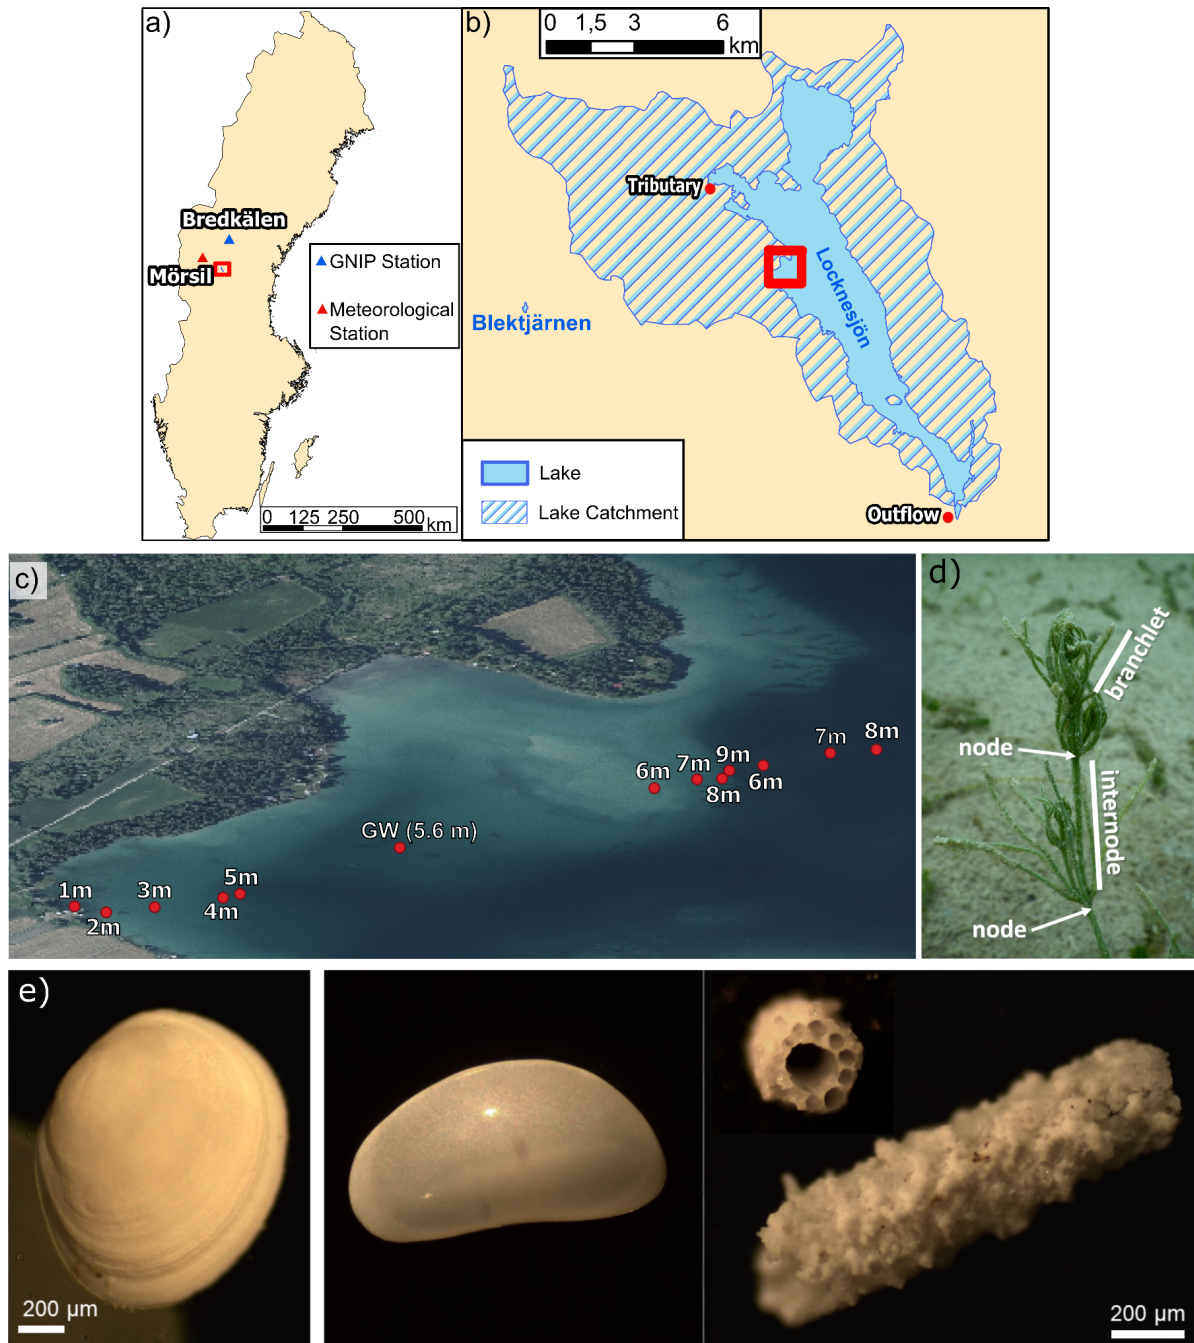 a)
Bredkälen
Mörsil
GNIP Station
Meteorological
Station
0 125 250 500 km
b)
0 1,5 3 6
km
Tributary
Locknesjön
Blektjärnen
Lake
Lake Catchment
Outflow
c)
1m
2m
3m
4m
5m
GW (5.6 m)
6m
7m
8m
9m
6m
7m
8m
d)
branchlet
node
internode
node
e)
200 µm
200 µm